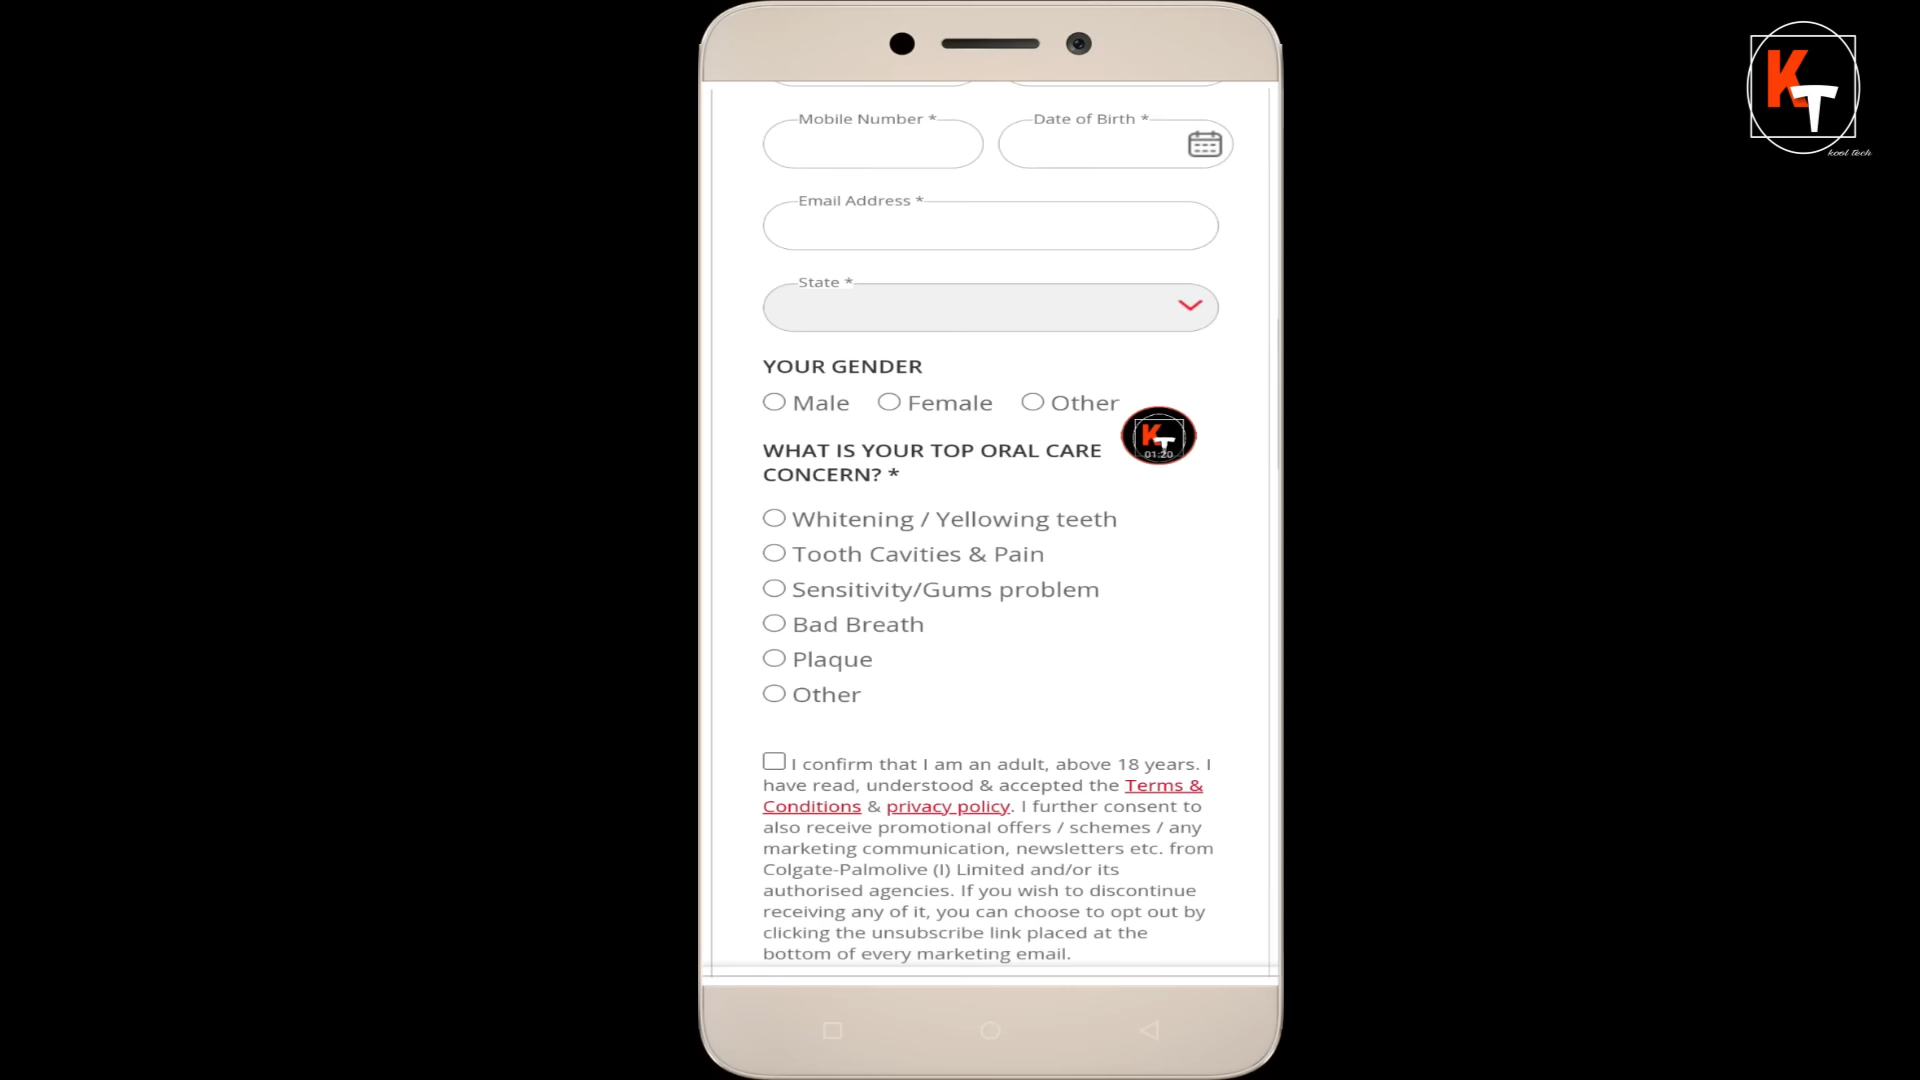 KT
kool tech
Mobile Number *
Date of Birth *
Email Address *
State *
YOUR GENDER
Male
Female
Other
KT
01:20
WHAT IS YOUR TOP ORAL CARE
CONCERN? *
Whitening / Yellowing teeth
Tooth Cavities & Pain
Sensitivity/Gums problem
Bad Breath
Plaque
Other
I confirm that I am an adult, above 18 years. I
have read, understood & accepted the Terms &
Conditions & privacy policy. I further consent to
also receive promotional offers / schemes / any
marketing communication, newsletters etc. from
Colgate-Palmolive (I) Limited and/or its
authorised agencies. If you wish to discontinue
receiving any of it, you can choose to opt out by
clicking the unsubscribe link placed at the
bottom of every marketing email.